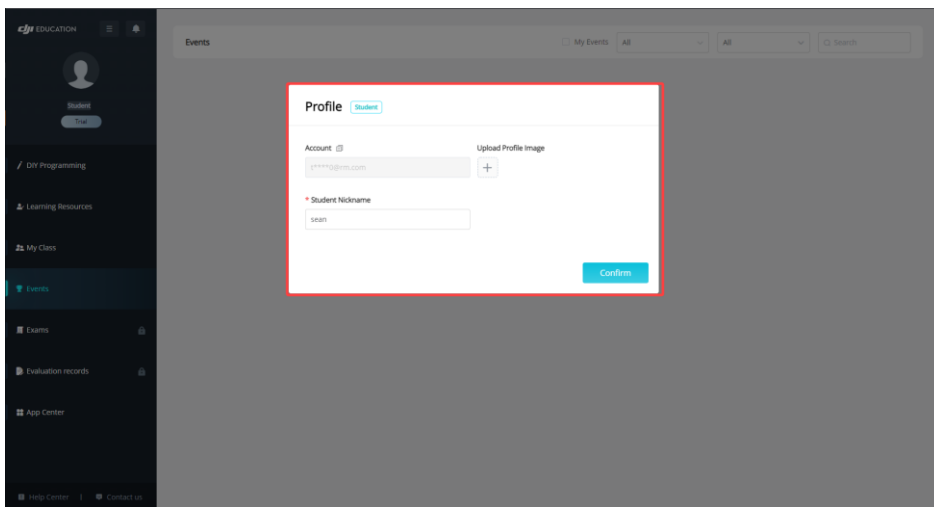 dji EDUCATION
Student
Trial
DIY Programming
Learning Resources
My Class
Events
Exams
Evaluation records
App Center
Help Center | Contact us
Events
My Events All All Search
Profile Student
Account
Upload Profile Image
* Student Nickname
sean
Confirm